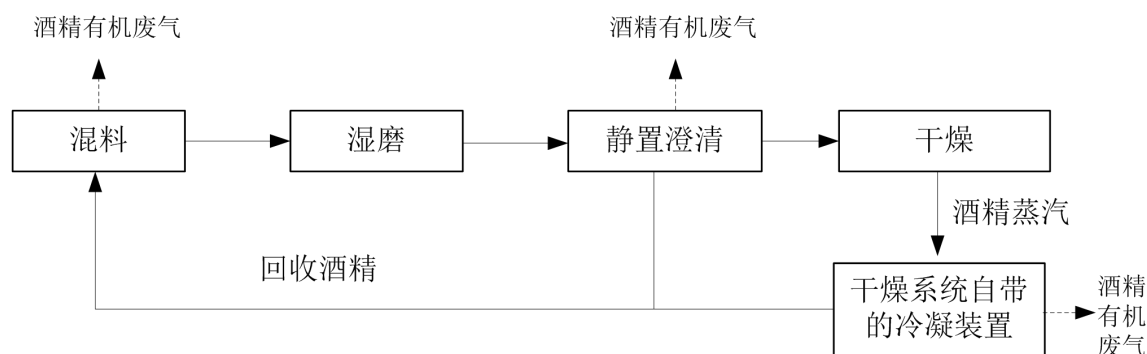 酒精有机废气
酒精有机废气
混料
湿磨
静置澄清
干燥
酒精蒸汽
回收酒精
干燥系统自带
的冷凝装置
酒精
有机
废气